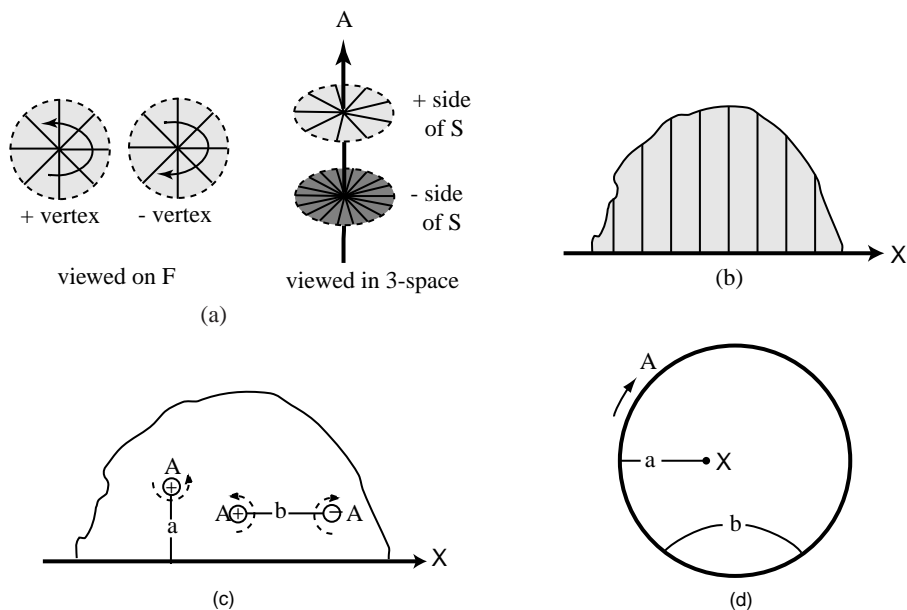 A
+ side
of S
- side
of S
+ vertex
- vertex
viewed on F
viewed in 3-space
(a)
X
(b)
A
a
A
+
A
+
b
−
A
X
(c)
A
a
X
b
(d)